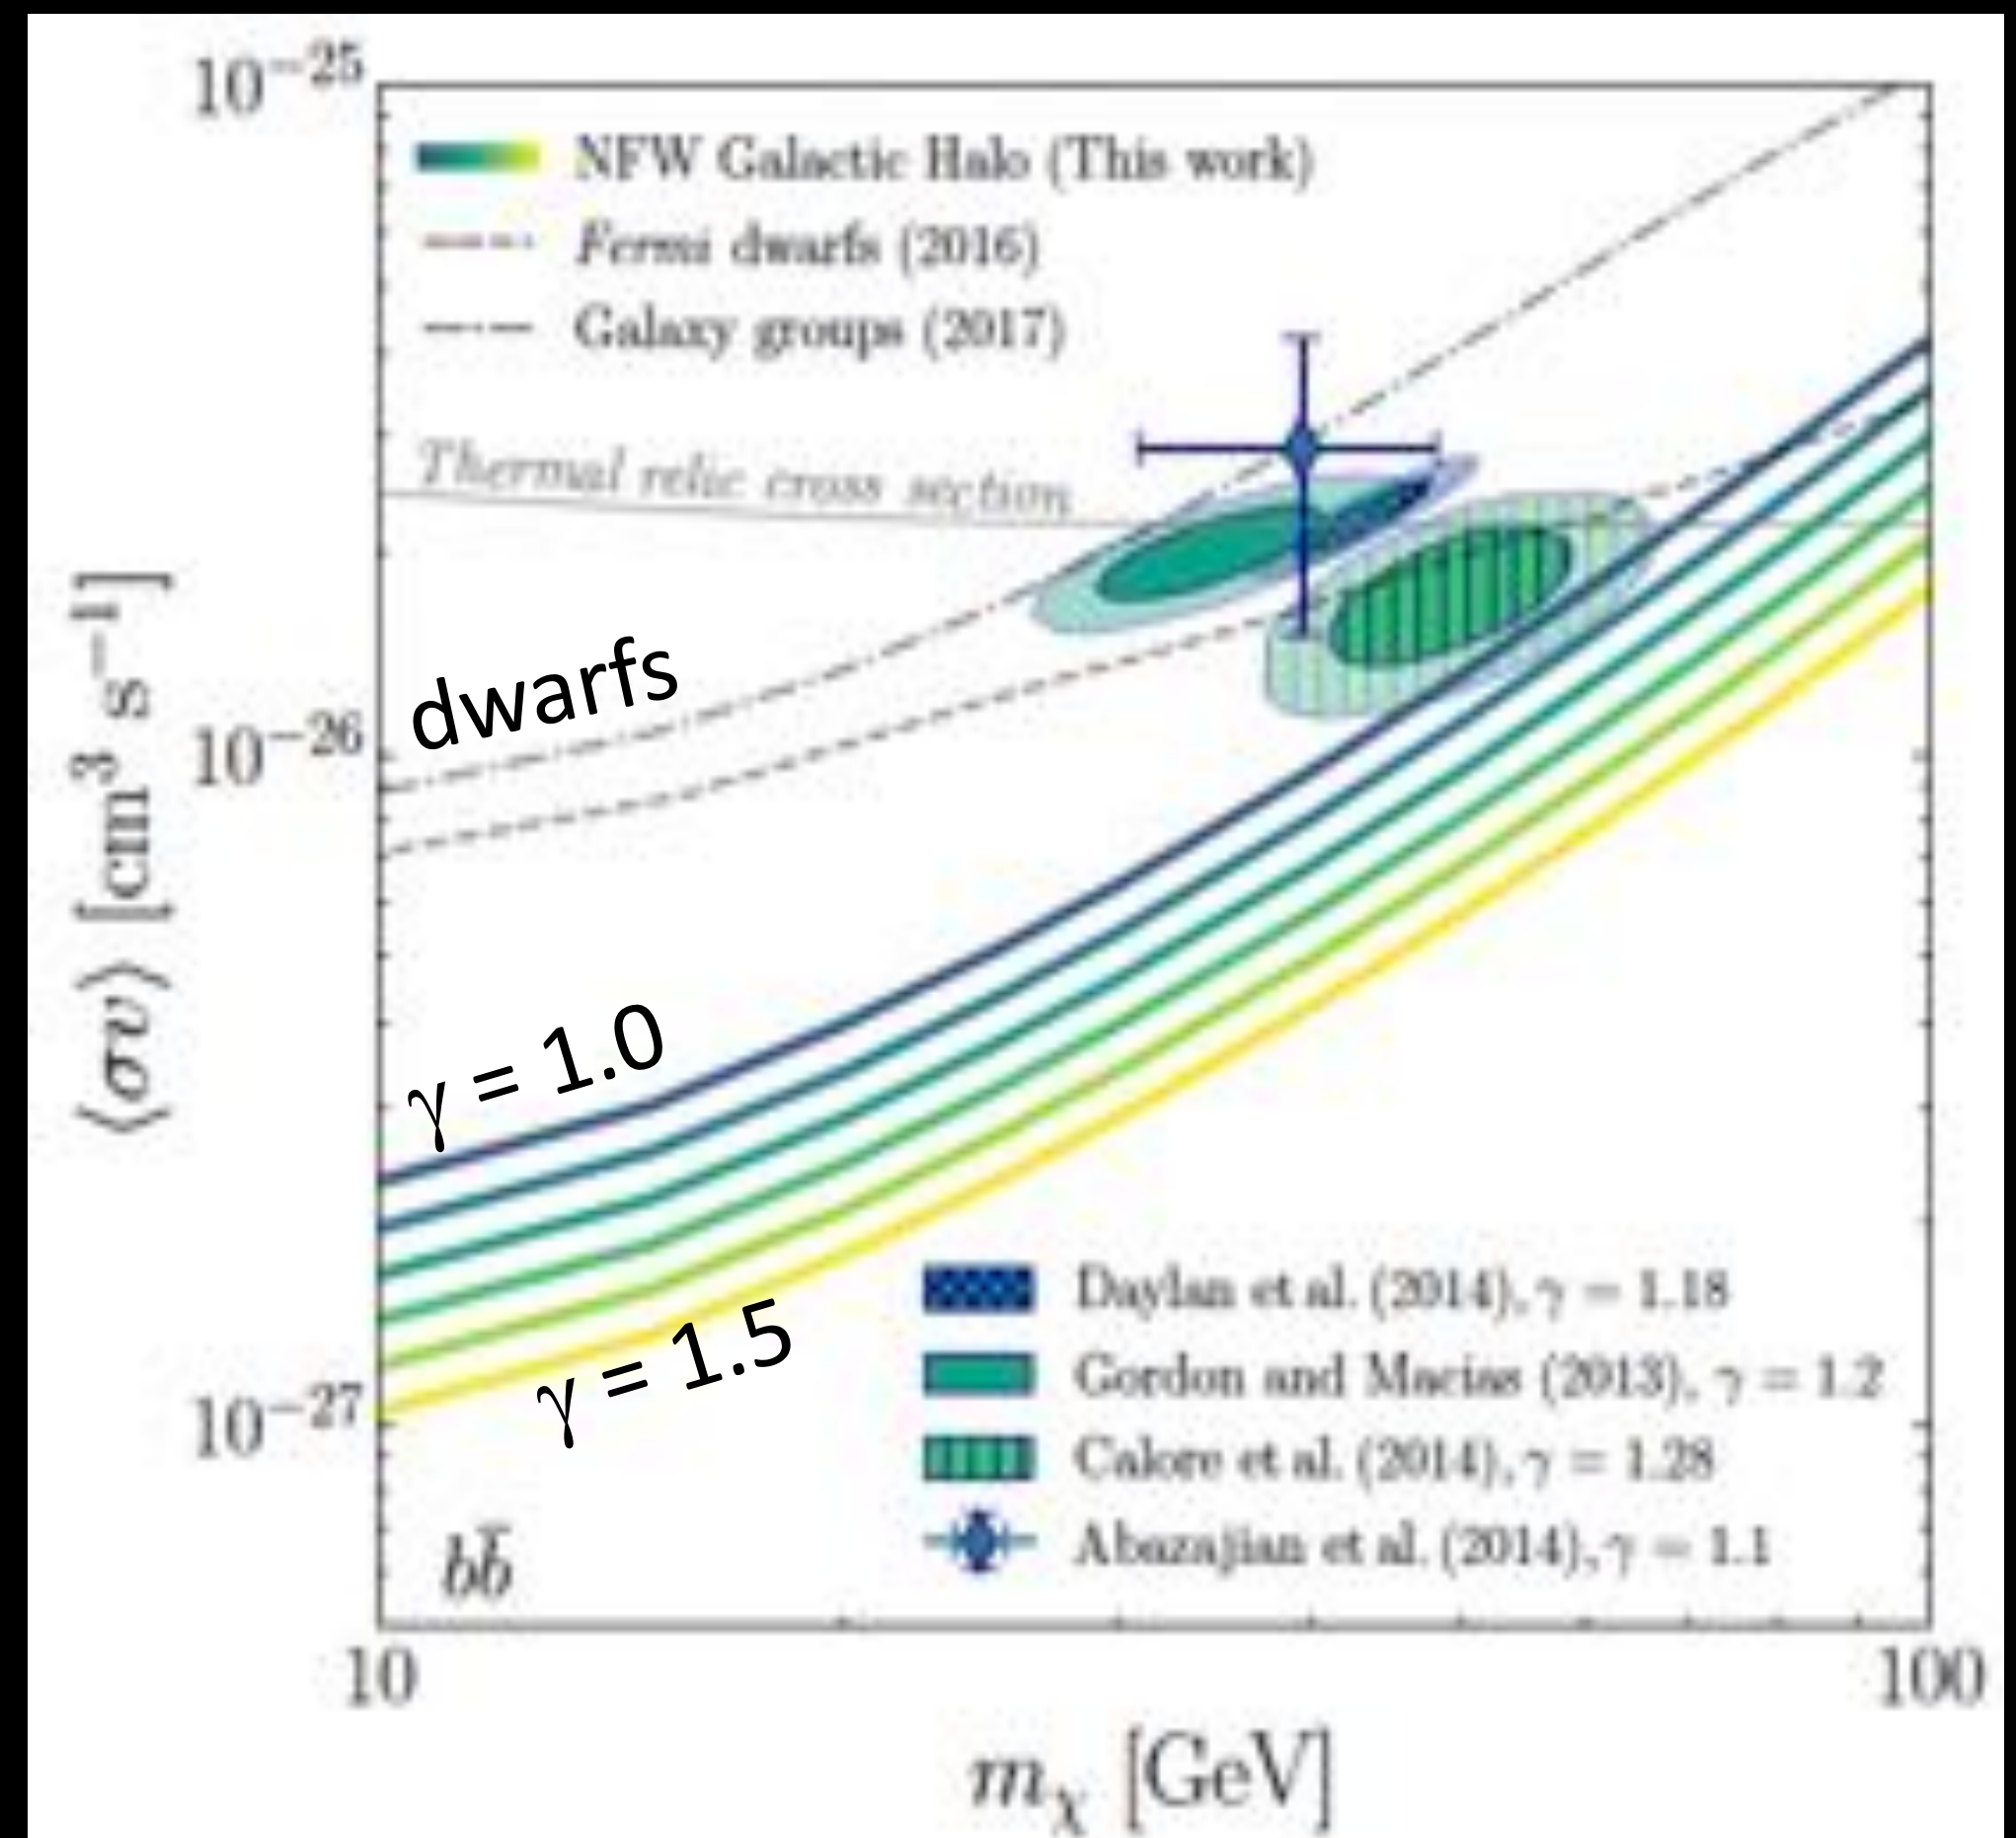 10⁻²⁵
NFW Galactic Halo (This work)
Fermi dwarfs (2016)
Galaxy groups (2017)
Thermal relic cross section
dwarfs
10⁻²⁶
⟨σv⟩ [cm³ s⁻¹]
γ = 1.0
γ = 1.5
10⁻²⁷
Daylan et al. (2014), γ = 1.18
Gordon and Macias (2013), γ = 1.2
Calore et al. (2014), γ = 1.28
Abazajian et al. (2014), γ = 1.1
bb̄
10
100
mχ [GeV]